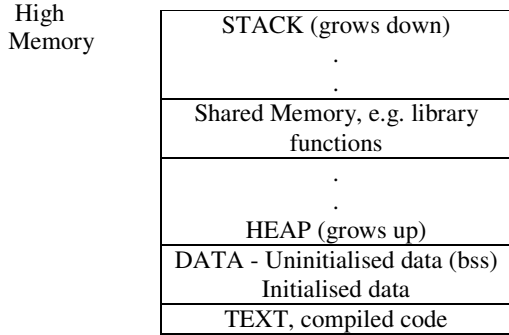 High
Memory
STACK (grows down)
.
.
Shared Memory, e.g. library
functions
.
.
HEAP (grows up)
DATA - Uninitialised data (bss)
Initialised data
TEXT, compiled code